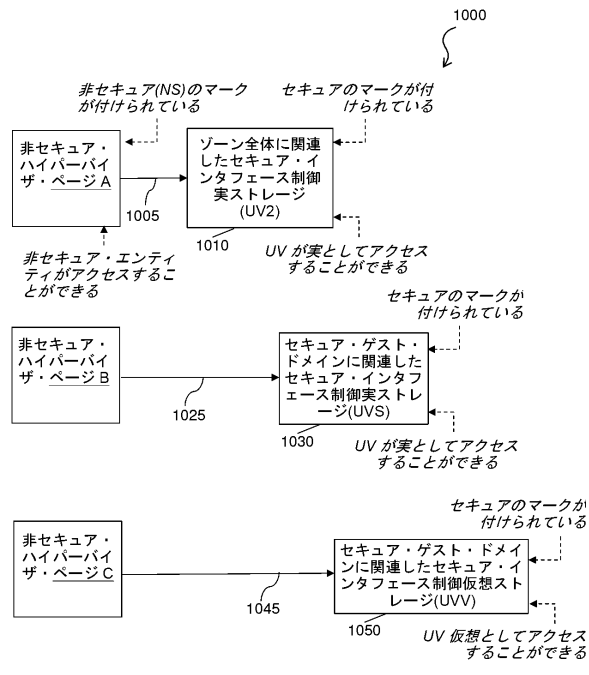 1000
非セキュア(NS)のマーク
が付けられている
セキュアのマークが付
けられている
非セキュア・
ハイパーバイ
ザ・ページ A
1005
ゾーン全体に関連
したセキュア・イ
ンタフェース制御
実ストレージ
(UV2)
1010
非セキュア・エンティ
ティがアクセスするこ
とができる
UV が実としてアクセス
することができる
セキュアのマークが
付けられている
非セキュア・
ハイパーバイ
ザ・ページ B
1025
セキュア・ゲスト・
ドメインに関連した
セキュア・インタフ
ェース制御実ストレ
ージ(UVS)
1030
UV が実としてアクセス
することができる
セキュアのマークが
付けられている
非セキュア・
ハイパーバイ
ザ・ページ C
1045
セキュア・ゲスト・ドメイ
ンに関連したセキュア・イ
ンタフェース制御仮想スト
レージ(UVV)
1050
UV 仮想としてアクセス
することができる